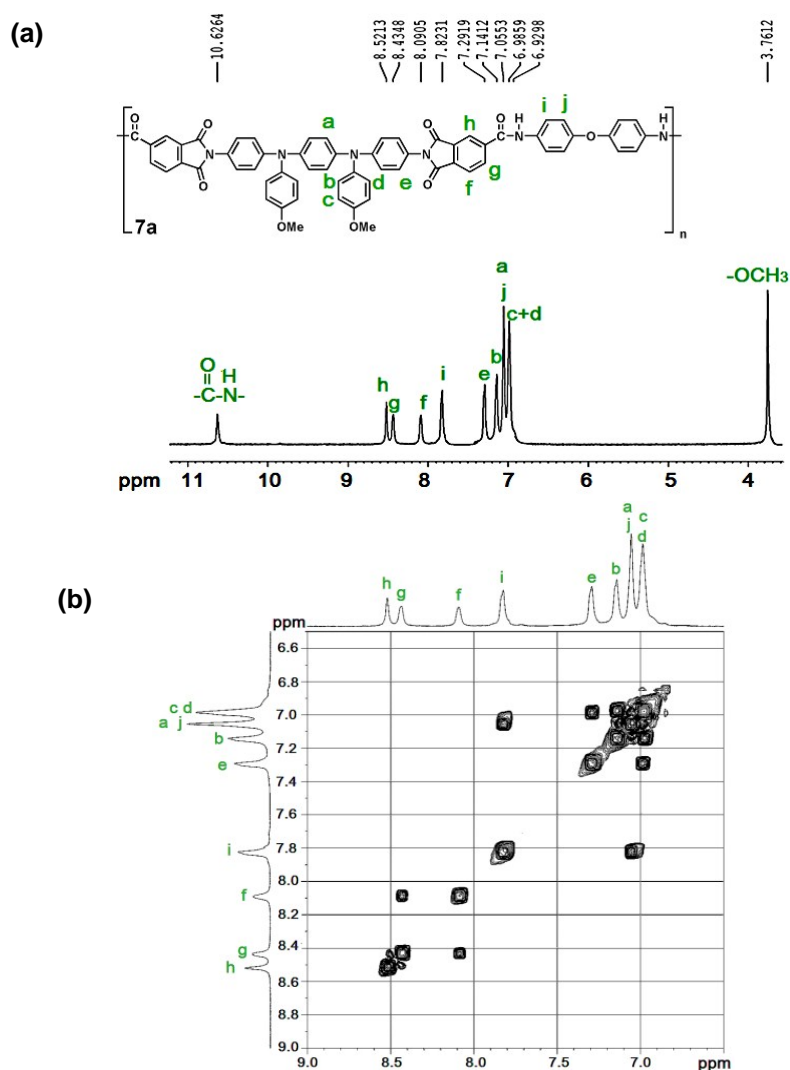 (a)
10.6264
8.5213
8.4348
8.0905
7.8231
7.2919
7.1412
7.0553
6.9859
6.9298
3.7612
O
C
O
O
N
N
N
N
O
O
O
C
H
N
O
H
N
a
b
c
d
e
f
g
h
i
j
OMe
OMe
7a
n
O
H
-C-N-
h
g
f
i
e
b
a
j
c+d
-OCH3
ppm 11 10 9 8 7 6 5 4
(b)
h g f i e b a j c d
ppm
6.6
6.8
c d 7.0
a j
b 7.2
e
7.4
7.6
i 7.8
8.0
f
8.2
g 8.4
h
8.6
8.8
9.0
9.0 8.5 8.0 7.5 7.0 ppm